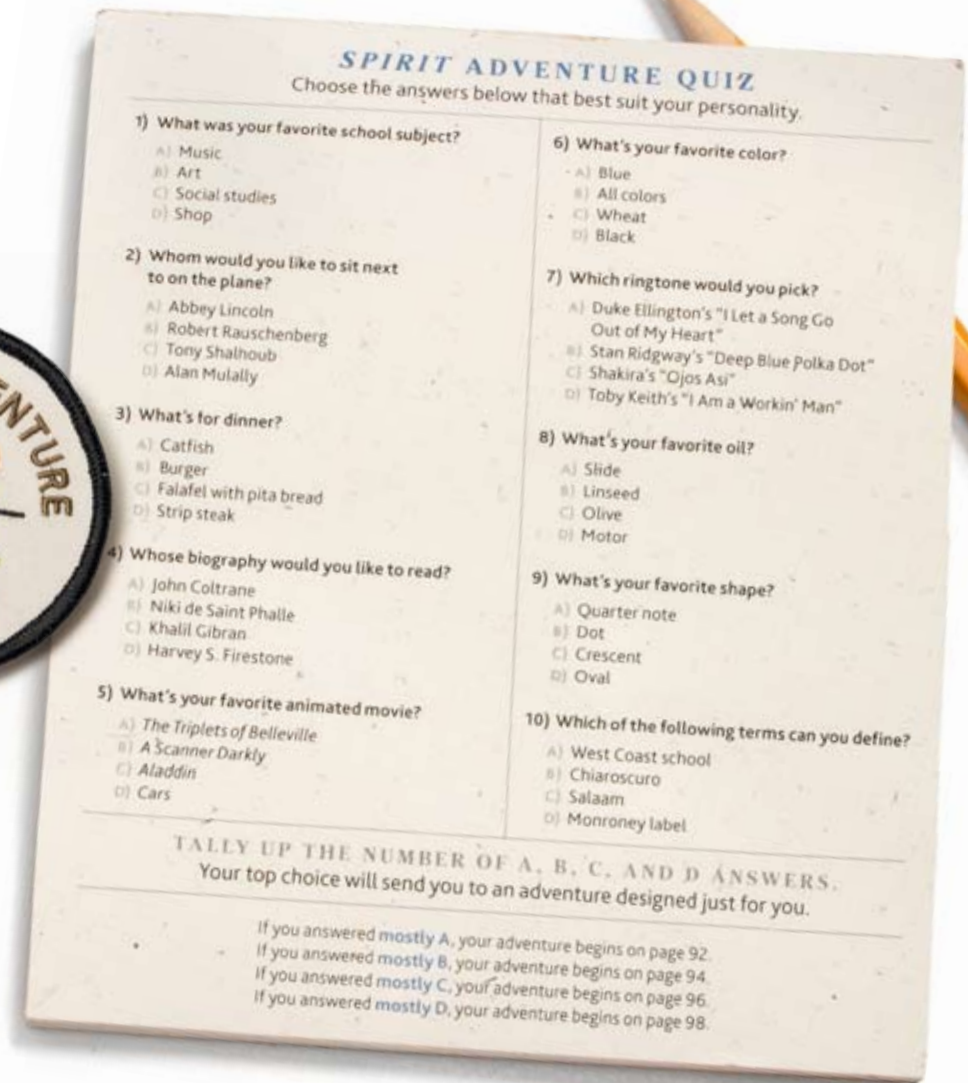 SPIRIT ADVENTURE QUIZ
Choose the answers below that best suit your personality.
1) What was your favorite school subject?
A) Music
B) Art
C) Social studies
D) Shop
2) Whom would you like to sit next
to on the plane?
A) Abbey Lincoln
B) Robert Rauschenberg
C) Tony Shalhoub
D) Alan Mulally
3) What's for dinner?
A) Catfish
B) Burger
C) Falafel with pita bread
D) Strip steak
4) Whose biography would you like to read?
A) John Coltrane
B) Niki de Saint Phalle
C) Khalil Gibran
D) Harvey S. Firestone
5) What's your favorite animated movie?
A) The Triplets of Belleville
B) A Scanner Darkly
C) Aladdin
D) Cars
6) What's your favorite color?
A) Blue
B) All colors
C) Wheat
D) Black
7) Which ringtone would you pick?
A) Duke Ellington's "I Let a Song Go
Out of My Heart"
B) Stan Ridgway's "Deep Blue Polka Dot"
C) Shakira's "Ojos Asi"
D) Toby Keith's "I Am a Workin' Man"
8) What's your favorite oil?
A) Slide
B) Linseed
C) Olive
D) Motor
9) What's your favorite shape?
A) Quarter note
B) Dot
C) Crescent
D) Oval
10) Which of the following terms can you define?
A) West Coast school
B) Chiaroscuro
C) Salaam
D) Monroney label
TALLY UP THE NUMBER OF A, B, C, AND D ANSWERS.
Your top choice will send you to an adventure designed just for you.
If you answered mostly A, your adventure begins on page 92.
If you answered mostly B, your adventure begins on page 94.
If you answered mostly C, your adventure begins on page 96.
If you answered mostly D, your adventure begins on page 98.